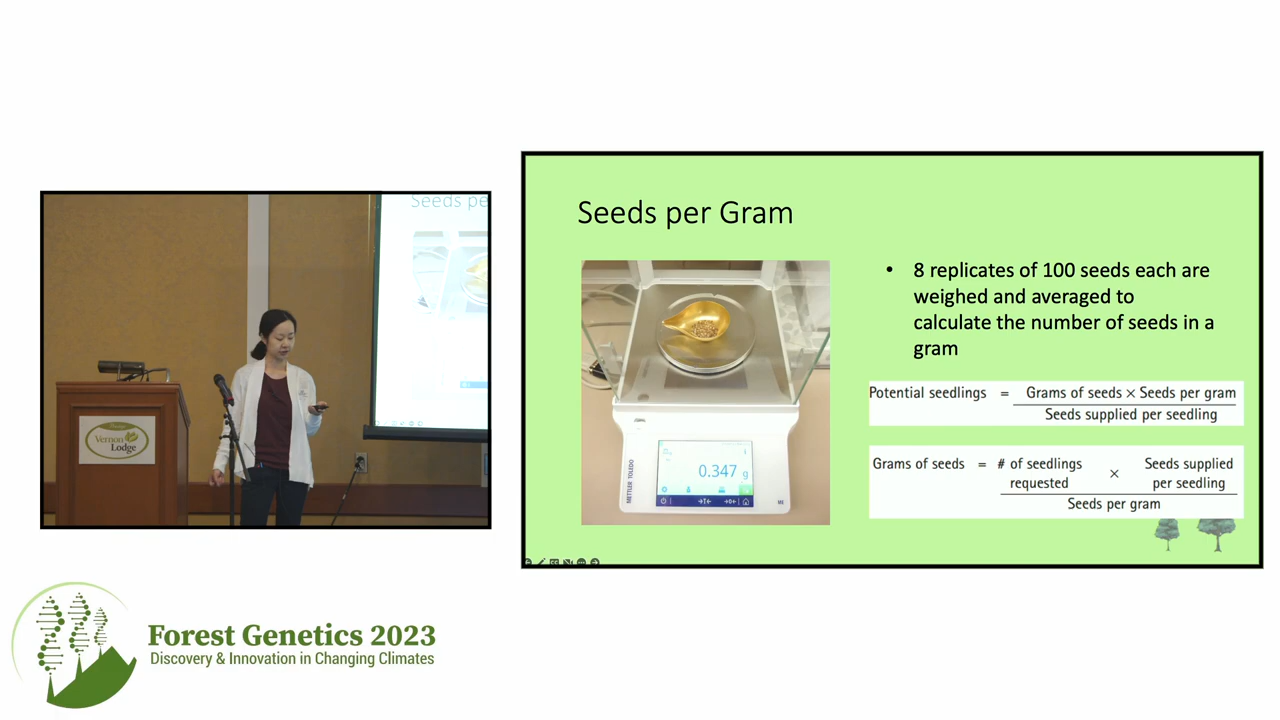 Seeds pe
Vernon
Lodge
Seeds per Gram
• 8 replicates of 100 seeds each are
weighed and averaged to
calculate the number of seeds in a
gram
METTLER TOLEDO
0.347 g
ME
Potential seedlings = Grams of seeds × Seeds per gram
Seeds supplied per seedling
Grams of seeds = # of seedlings requested × Seeds supplied per seedling
Seeds per gram
Forest Genetics 2023
Discovery & Innovation in Changing Climates